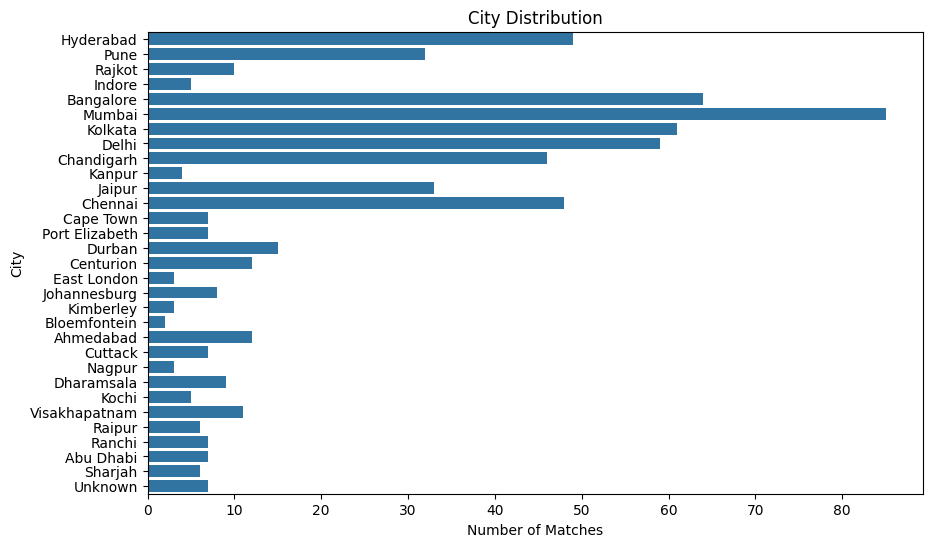 City Distribution
Hyderabad
Pune
Rajkot
Indore
Bangalore
Mumbai
Kolkata
Delhi
Chandigarh
Kanpur
Jaipur
Chennai
Cape Town
Port Elizabeth
Durban
Centurion
East London
Johannesburg
Kimberley
Bloemfontein
Ahmedabad
Cuttack
Nagpur
Dharamsala
Kochi
Visakhapatnam
Raipur
Ranchi
Abu Dhabi
Sharjah
Unknown
City
0 10 20 30 40 50 60 70 80
Number of Matches